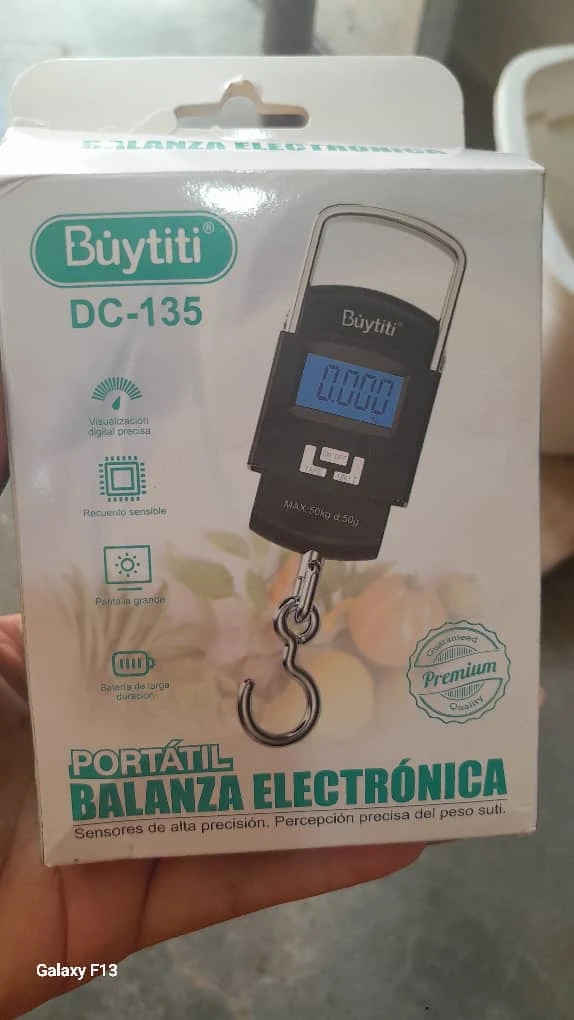 BALANZA ELECTRÓNICA
Búytiti®
DC-135
Búytiti®
0.000
ON OFF
TARE
UNIT
MAX:50kg d:50g
Visualización
digital precisa
Recuento sensible
Pantalla grande
Batería de larga
duración
Guaranteed
Premium
Quality
PORTÁTIL
BALANZA ELECTRÓNICA
Sensores de alta precisión. Percepción precisa del peso suti.
Galaxy F13